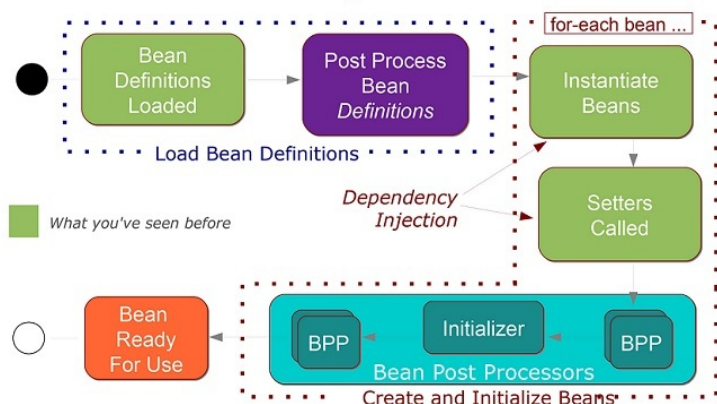 for-each bean ...
Bean
Definitions
Loaded
Post Process
Bean
Definitions
Instantiate
Beans
Load Bean Definitions
Dependency
Injection
Setters
Called
What you've seen before
Bean
Ready
For Use
BPP
Initializer
BPP
Bean Post Processors
Create and Initialize Beans